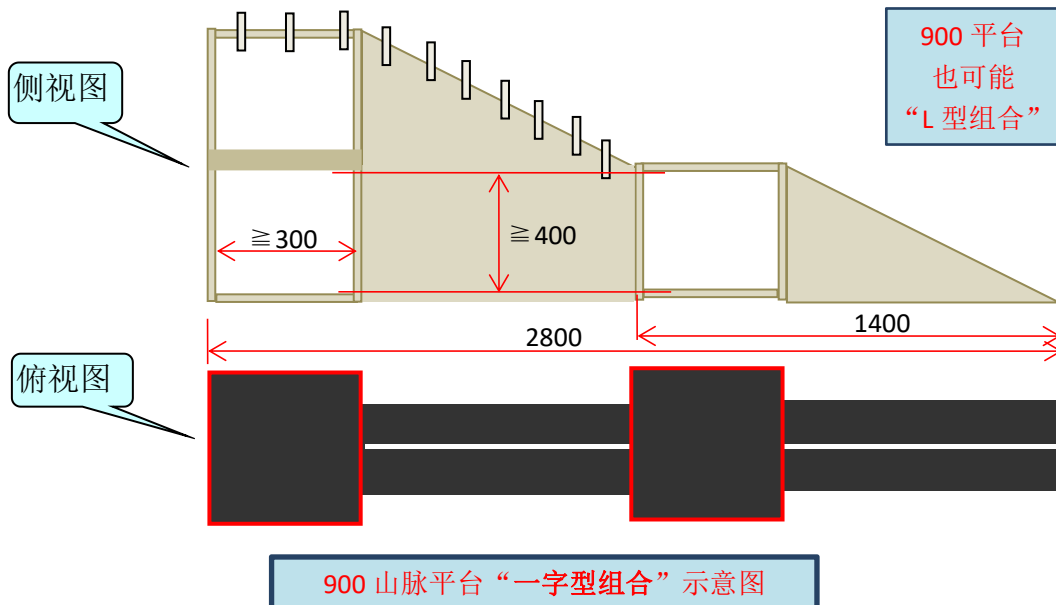 900 平台
也可能
“L 型组合”
侧视图
≧300
≧400
1400
2800
俯视图
900 山脉平台“一字型组合”示意图